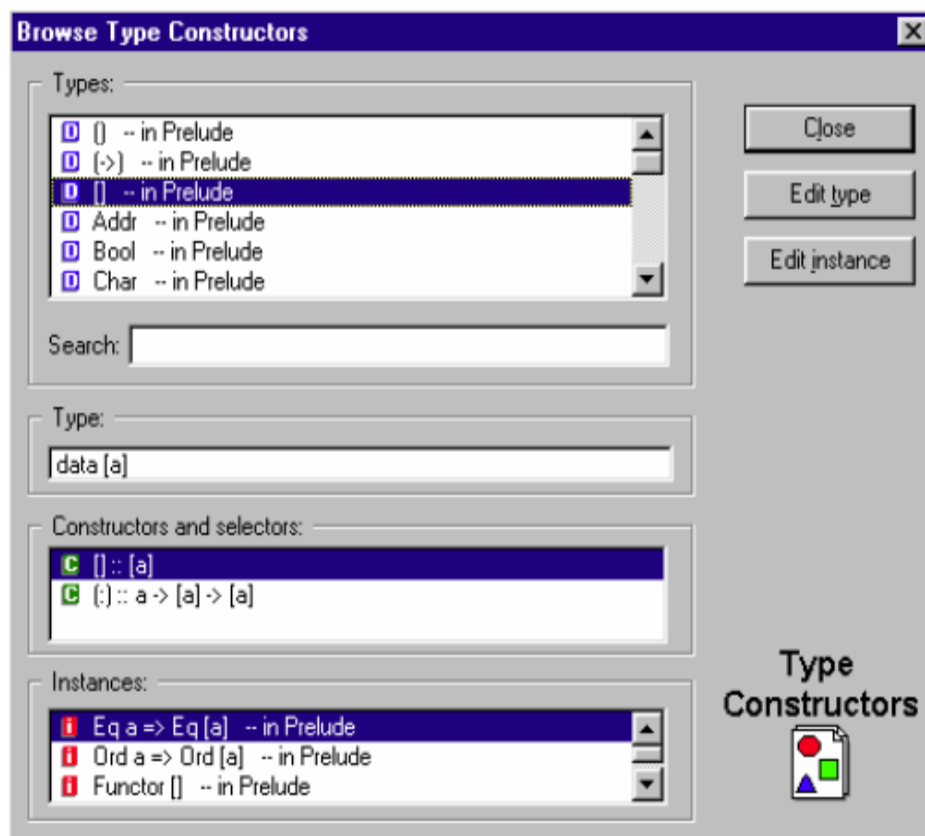 Browse Type Constructors
Types:
() -- in Prelude
(->) -- in Prelude
[] -- in Prelude
Addr -- in Prelude
Bool -- in Prelude
Char -- in Prelude
Search:
Close
Edit type
Edit instance
Type:
data [a]
Constructors and selectors:
C [] :: [a]
C (:) :: a -> [a] -> [a]
Instances:
Eq a => Eq [a] -- in Prelude
Ord a => Ord [a] -- in Prelude
Functor [] -- in Prelude
Type
Constructors